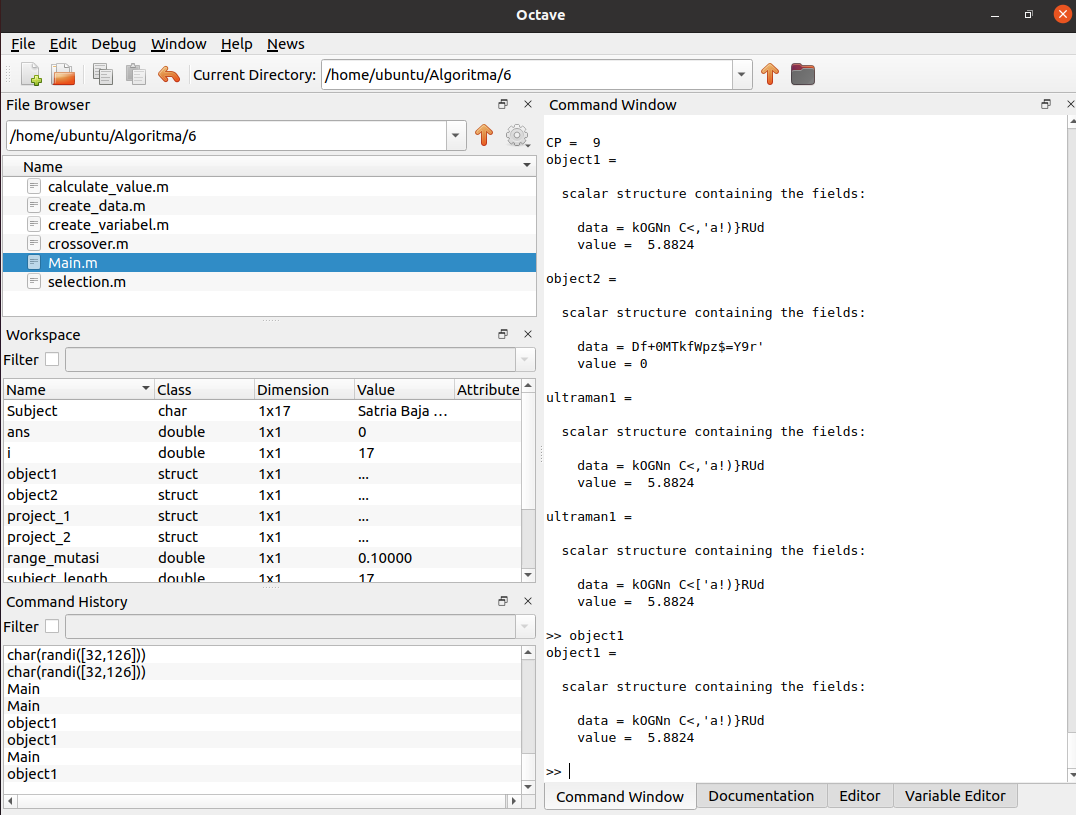 Octave
File Edit Debug Window Help News
Current Directory: /home/ubuntu/Algoritma/6
File Browser
/home/ubuntu/Algoritma/6
Name
calculate_value.m
create_data.m
create_variabel.m
crossover.m
Main.m
selection.m
Workspace
Filter
Name Class Dimension Value Attribute
Subject char 1x17 Satria Baja ...
ans double 1x1 0
i double 1x1 17
object1 struct 1x1 ...
object2 struct 1x1 ...
project_1 struct 1x1 ...
project_2 struct 1x1 ...
range_mutasi double 1x1 0.10000
subject_length double 1x1 17
Command History
Filter
char(randi([32,126]))
char(randi([32,126]))
Main
Main
object1
object1
Main
object1
Command Window
CP =  9
object1 =
scalar structure containing the fields:
data = kOGNn C<,'a!)}RUd
value =  5.8824
object2 =
scalar structure containing the fields:
data = Df+0MTkfWpz$=Y9r'
value = 0
ultraman1 =
scalar structure containing the fields:
data = kOGNn C<,'a!)}RUd
value =  5.8824
ultraman1 =
scalar structure containing the fields:
data = kOGNn C<['a!)}RUd
value =  5.8824
>> object1
object1 =
scalar structure containing the fields:
data = kOGNn C<,'a!)}RUd
value =  5.8824
>>
Command Window Documentation Editor Variable Editor